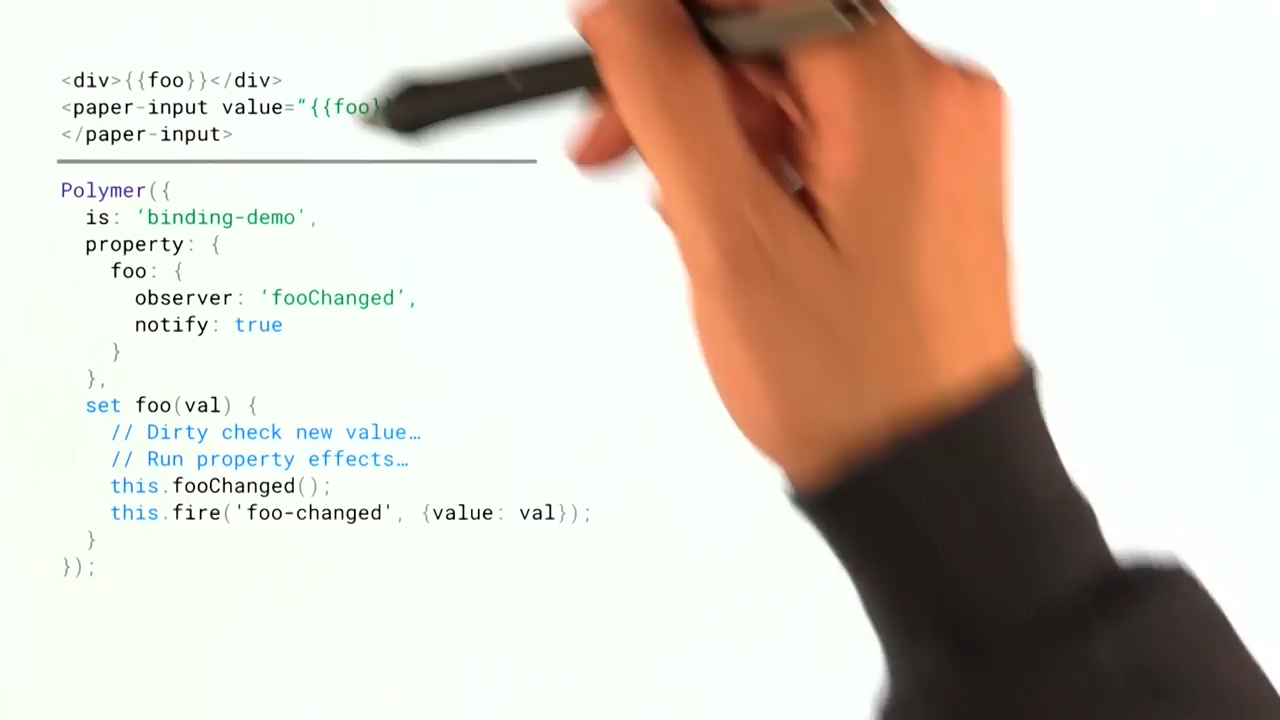 <div>{{foo}}</div>
<paper-input value=“{{foo}
</paper-input>
Polymer({
is: ‘binding-demo’,
property: {
foo: {
observer: ‘fooChanged’,
notify: true
}
},
set foo(val) {
// Dirty check new value…
// Run property effects…
this.fooChanged();
this.fire('foo-changed', {value: val});
}
});